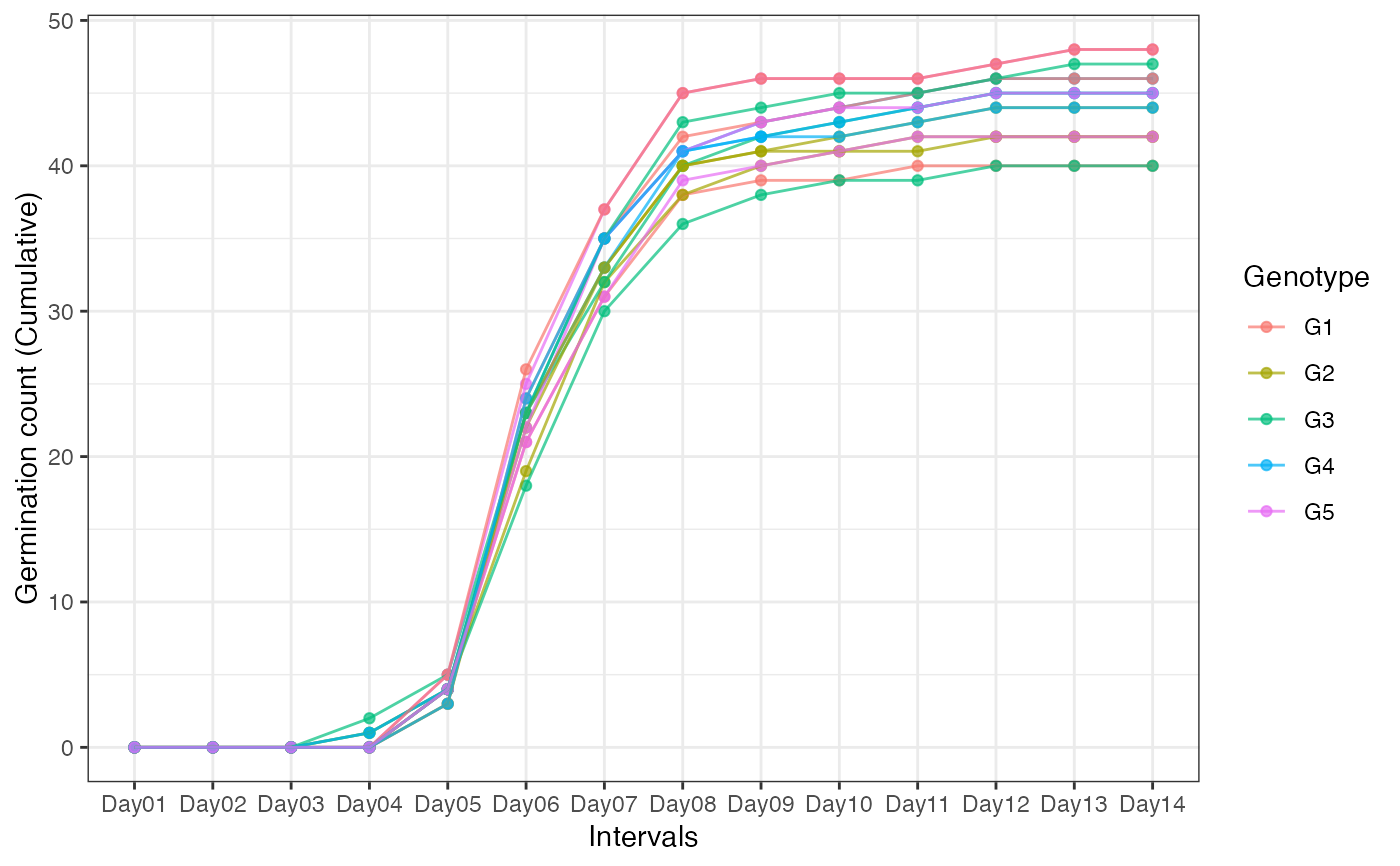 50
40
30
20
10
0
Germination count (Cumulative)
Day01 Day02 Day03 Day04 Day05 Day06 Day07 Day08 Day09 Day10 Day11 Day12 Day13 Day14
Intervals
Genotype
G1
G2
G3
G4
G5